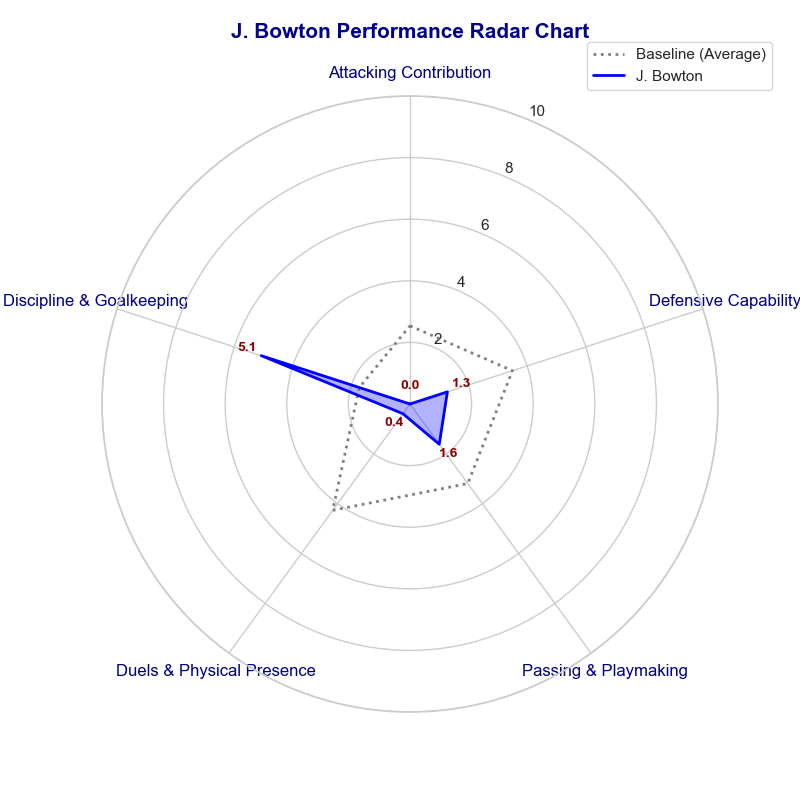 J. Bowton Performance Radar Chart
Baseline (Average)
J. Bowton
Attacking Contribution
10
8
6
4
2
Discipline & Goalkeeping
Defensive Capability
5.1
0.0
1.3
0.4
1.6
Duels & Physical Presence
Passing & Playmaking